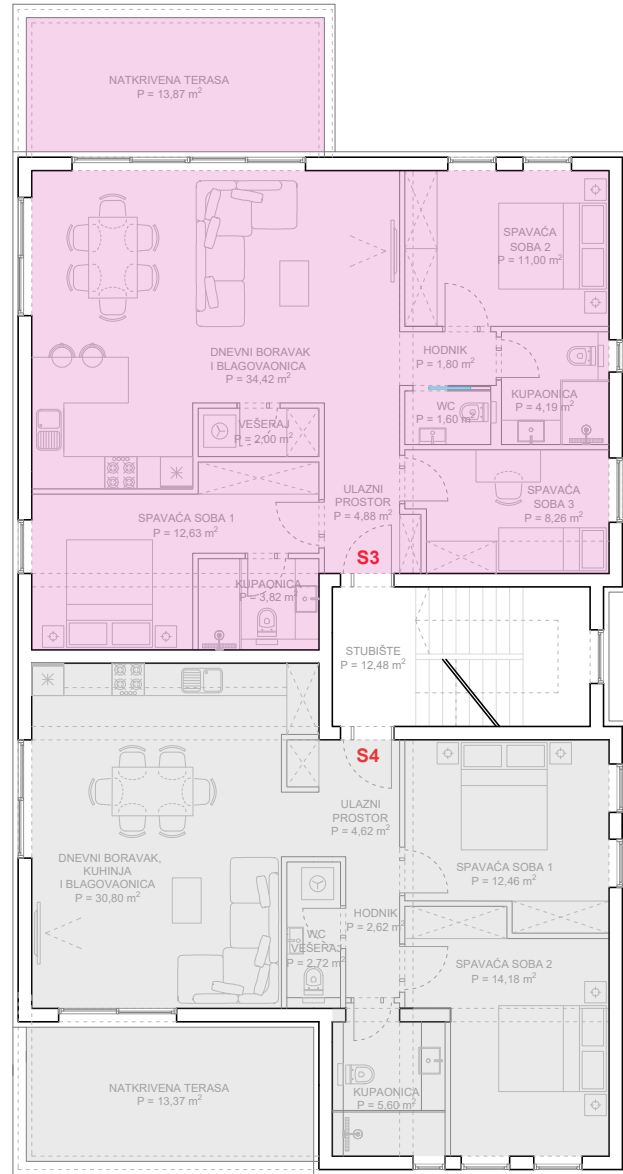 NATKRIVENA TERASA
P = 13,87 m²
SPAVAĆA
SOBA 2
P = 11,00 m²
DNEVNI BORAVAK
I BLAGOVAONICA
P = 34,42 m²
HODNIK
P = 1,80 m²
KUPAONICA
P = 4,19 m²
WC
P = 1,60 m²
VEŠERAJ
P = 2,00 m²
ULAZNI
PROSTOR
P = 4,88 m²
SPAVAĆA
SOBA 3
P = 8,26 m²
SPAVAĆA SOBA 1
P = 12,63 m²
KUPAONICA
P = 3,82 m²
S3
STUBIŠTE
P = 12,48 m²
S4
ULAZNI
PROSTOR
P = 4,62 m²
DNEVNI BORAVAK,
KUHINJA
I BLAGOVAONICA
P = 30,80 m²
SPAVAĆA SOBA 1
P = 12,46 m²
HODNIK
P = 2,62 m²
WC
VEŠERAJ
P = 2,72 m²
SPAVAĆA SOBA 2
P = 14,18 m²
KUPAONICA
P = 5,60 m²
NATKRIVENA TERASA
P = 13,37 m²